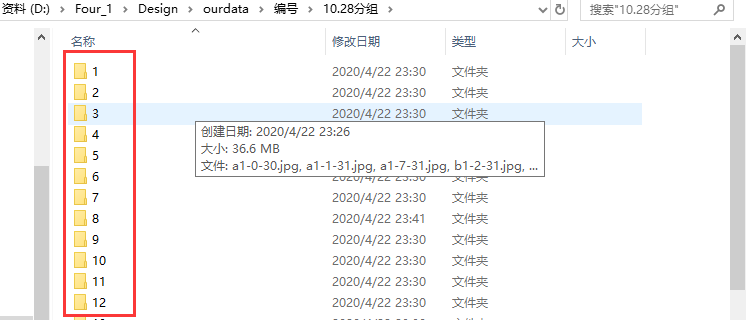 资料 (D:) › Four_1 › Design › ourdata › 编号 › 10.28分组 ›
搜索"10.28分组"
名称 修改日期 类型 大小
1 2020/4/22 23:30 文件夹
2 2020/4/22 23:30 文件夹
3 2020/4/22 23:30 文件夹
4 文件夹
创建日期: 2020/4/22 23:26
5
大小: 36.6 MB
文件: a1-0-30.jpg, a1-1-31.jpg, a1-7-31.jpg, b1-2-31.jpg, ...
6 2020/4/22 23:30 文件夹
7 2020/4/22 23:30 文件夹
8 2020/4/22 23:41 文件夹
9 2020/4/22 23:30 文件夹
10 2020/4/22 23:30 文件夹
11 2020/4/22 23:30 文件夹
12 2020/4/22 23:30 文件夹